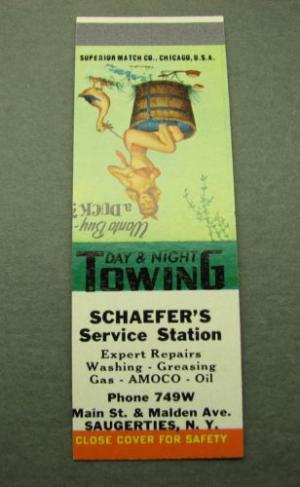 SUPERIOR MATCH CO., CHICAGO, U.S.A.
Wanta Buy
a DUCK?
DAY & NIGHT
TOWING
SCHAEFER'S
Service Station
Expert Repairs
Washing - Greasing
Gas - AMOCO - Oil
Phone 749W
Main St. & Malden Ave.
SAUGERTIES, N. Y.
CLOSE COVER FOR SAFETY